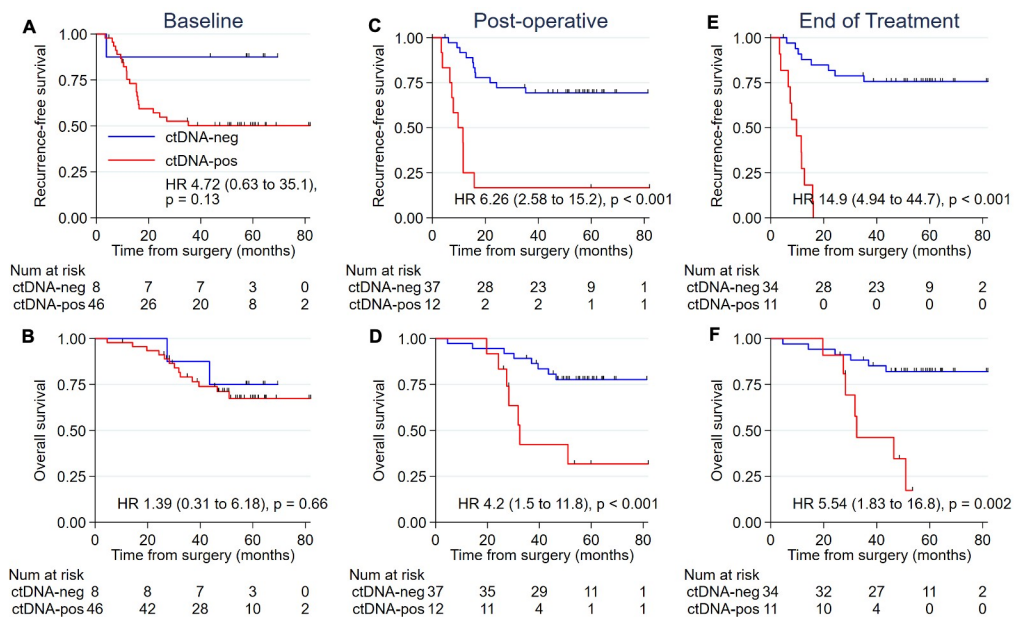 Baseline
A
Recurrence-free survival
1.00
0.75
0.50
0.25
0.00
ctDNA-neg
ctDNA-pos
HR 4.72 (0.63 to 35.1),
p = 0.13
0 20 40 60 80
Time from surgery (months)
Num at risk
ctDNA-neg 8 7 7 3 0
ctDNA-pos 46 26 20 8 2
B
Overall survival
1.00
0.75
0.50
0.25
0.00
HR 1.39 (0.31 to 6.18), p = 0.66
0 20 40 60 80
Time from surgery (months)
Num at risk
ctDNA-neg 8 8 7 3 0
ctDNA-pos 46 42 28 10 2
Post-operative
C
Recurrence-free survival
1.00
0.75
0.50
0.25
0.00
HR 6.26 (2.58 to 15.2), p < 0.001
0 20 40 60 80
Time from surgery (months)
Num at risk
ctDNA-neg 37 28 23 9 1
ctDNA-pos 12 2 2 1 1
D
Overall survival
1.00
0.75
0.50
0.25
0.00
HR 4.2 (1.5 to 11.8), p < 0.001
0 20 40 60 80
Time from surgery (months)
Num at risk
ctDNA-neg 37 35 29 11 1
ctDNA-pos 12 11 4 1 1
End of Treatment
E
Recurrence-free survival
1.00
0.75
0.50
0.25
0.00
HR 14.9 (4.94 to 44.7), p < 0.001
0 20 40 60 80
Time from surgery (months)
Num at risk
ctDNA-neg 34 28 23 9 2
ctDNA-pos 11 0 0 0 0
F
Overall survival
1.00
0.75
0.50
0.25
0.00
HR 5.54 (1.83 to 16.8), p = 0.002
0 20 40 60 80
Time from surgery (months)
Num at risk
ctDNA-neg 34 32 27 11 2
ctDNA-pos 11 10 4 0 0